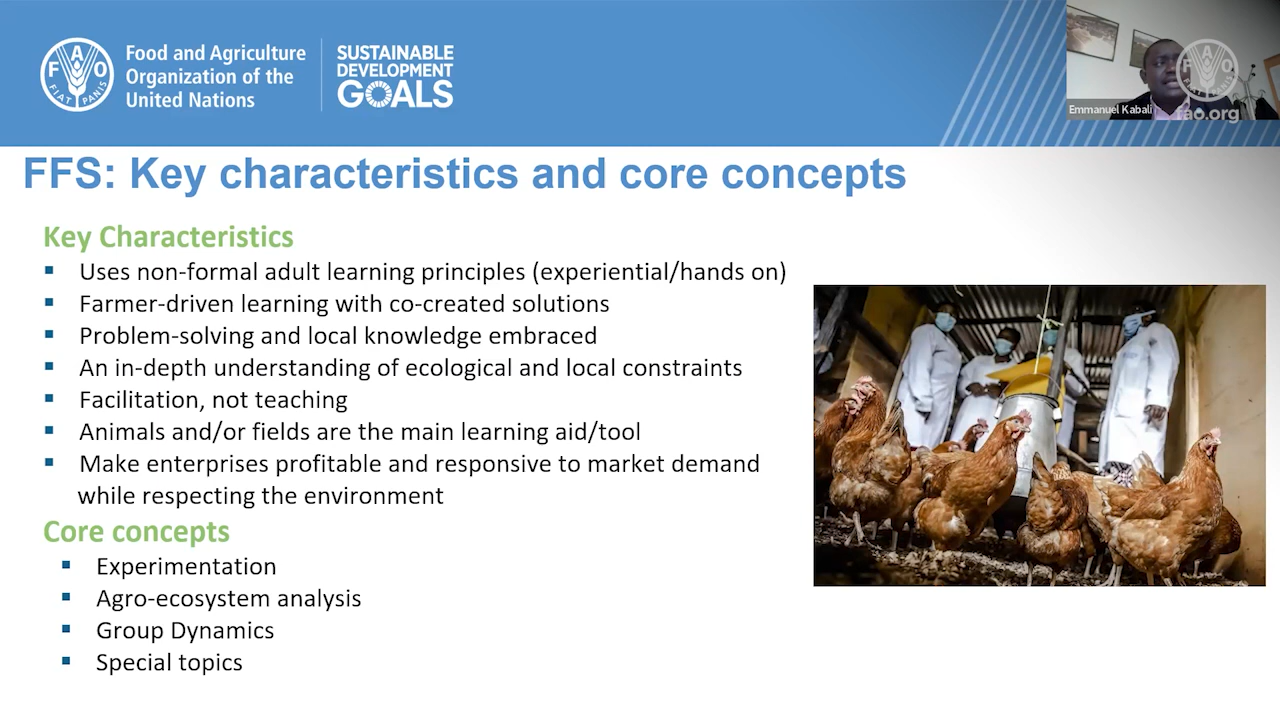 Food and Agriculture
Organization of the
United Nations
SUSTAINABLE
DEVELOPMENT
GOALS
F A O
FIAT PANIS
Emmanuel Kabali
F A O
FIAT PANIS
fao.org
FFS: Key characteristics and core concepts
Key Characteristics
▪ Uses non-formal adult learning principles (experiential/hands on)
▪ Farmer-driven learning with co-created solutions
▪ Problem-solving and local knowledge embraced
▪ An in-depth understanding of ecological and local constraints
▪ Facilitation, not teaching
▪ Animals and/or fields are the main learning aid/tool
▪ Make enterprises profitable and responsive to market demand
while respecting the environment
Core concepts
▪ Experimentation
▪ Agro-ecosystem analysis
▪ Group Dynamics
▪ Special topics